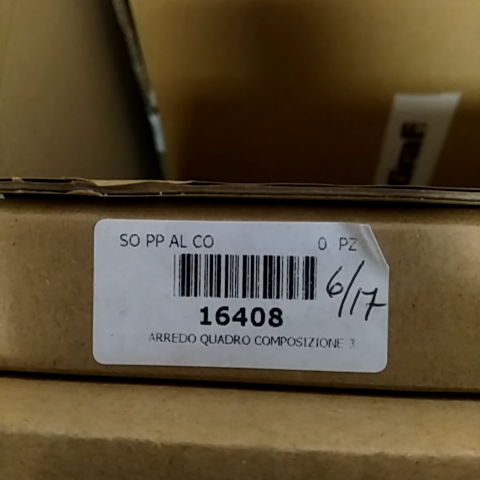 SO PP AL CO 0 PZ
6/17
16408
ARREDO QUADRO COMPOSIZIONE 3